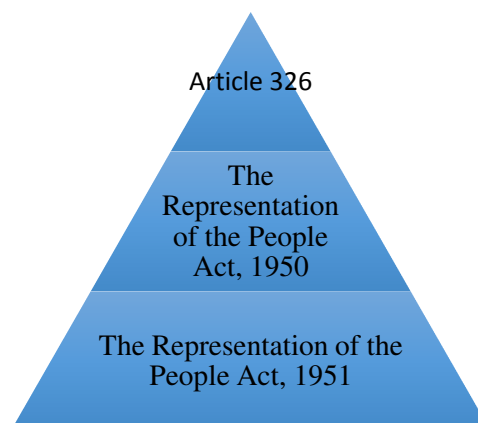 Article 326
The
Representation
of the People
Act, 1950
The Representation of the
People Act, 1951